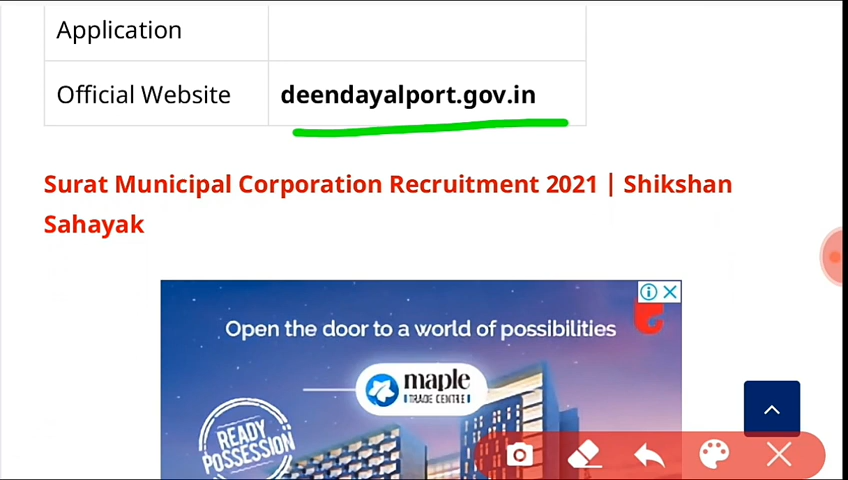 Application
Official Website deendayalport.gov.in
Surat Municipal Corporation Recruitment 2021 | Shikshan
Sahayak
Open the door to a world of possibilities
maple
TRADE CENTRE
READY
POSSESSION